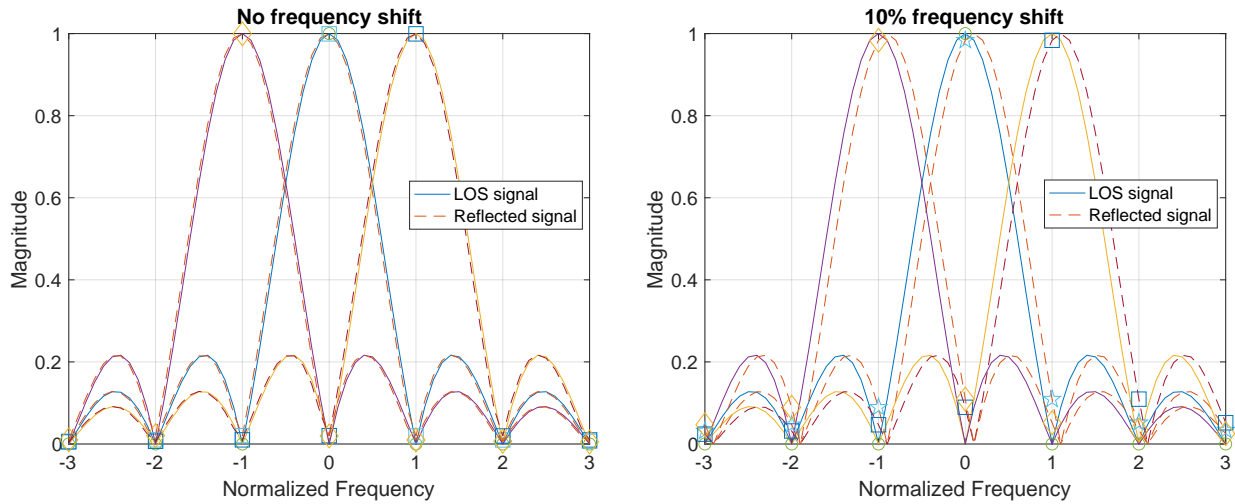 No frequency shift
1
0.8
0.6
0.4
0.2
0
-3 -2 -1 0 1 2 3
Magnitude
Normalized Frequency
LOS signal
Reflected signal
10% frequency shift
1
0.8
0.6
0.4
0.2
0
-3 -2 -1 0 1 2 3
Magnitude
Normalized Frequency
LOS signal
Reflected signal